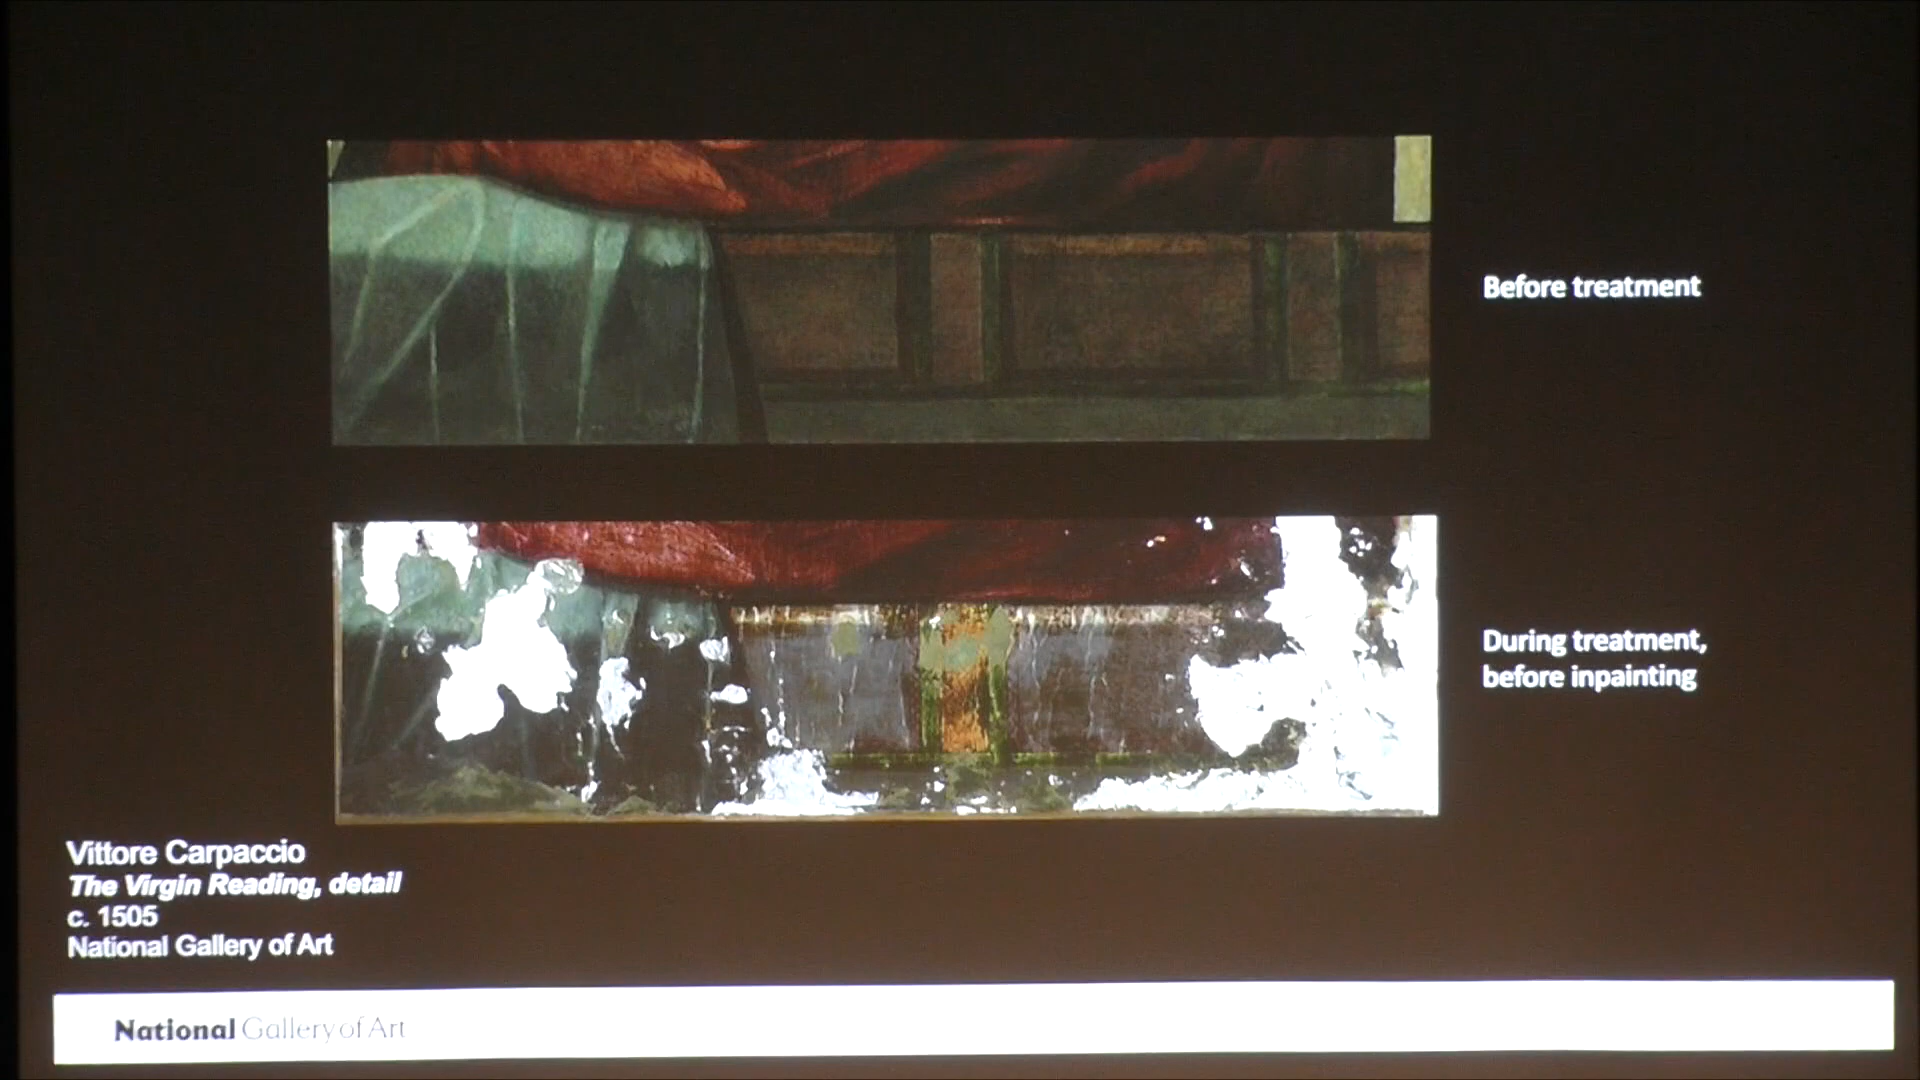 Before treatment
During treatment,
before inpainting
Vittore Carpaccio
The Virgin Reading, detail
c. 1505
National Gallery of Art
National Gallery of Art